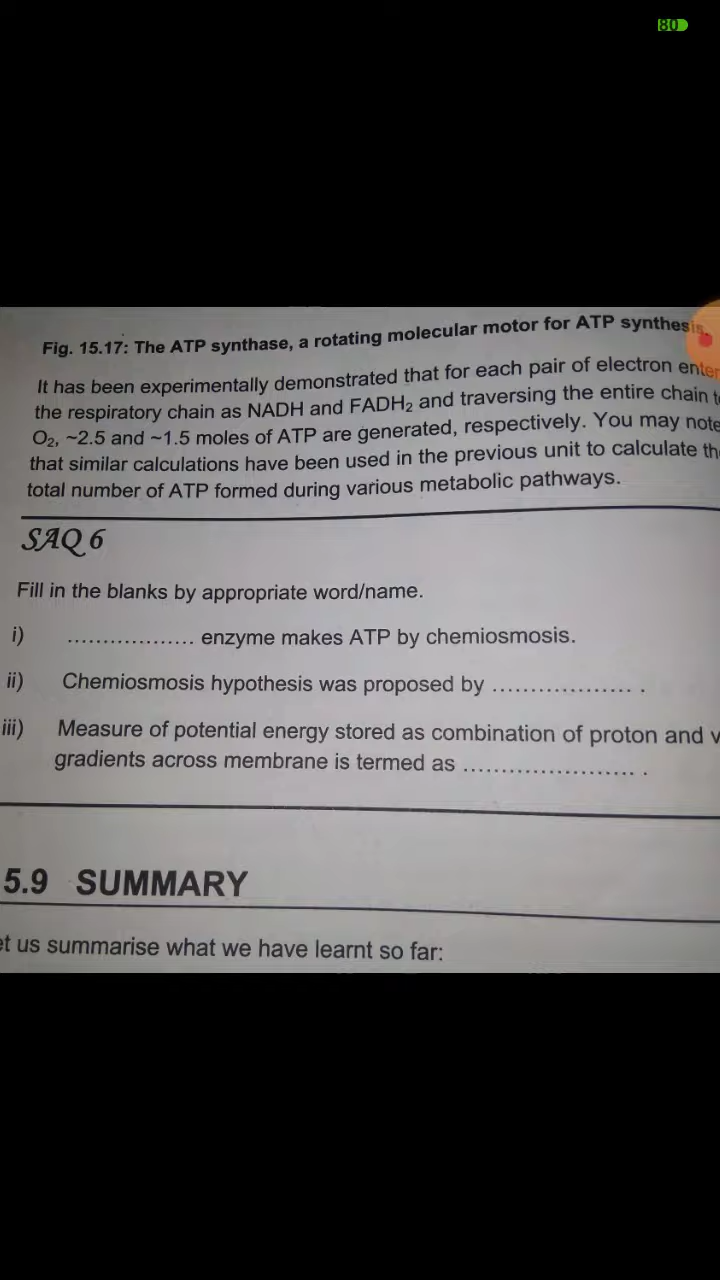 80
Fig. 15.17: The ATP synthase, a rotating molecular motor for ATP synthesis.
It has been experimentally demonstrated that for each pair of electron enter
the respiratory chain as NADH and FADH₂ and traversing the entire chain t
O₂, ~2.5 and ~1.5 moles of ATP are generated, respectively. You may note
that similar calculations have been used in the previous unit to calculate th
total number of ATP formed during various metabolic pathways.
SAQ 6
Fill in the blanks by appropriate word/name.
i) .................. enzyme makes ATP by chemiosmosis.
ii) Chemiosmosis hypothesis was proposed by .................. .
iii) Measure of potential energy stored as combination of proton and v
gradients across membrane is termed as ...................... .
5.9 SUMMARY
et us summarise what we have learnt so far: